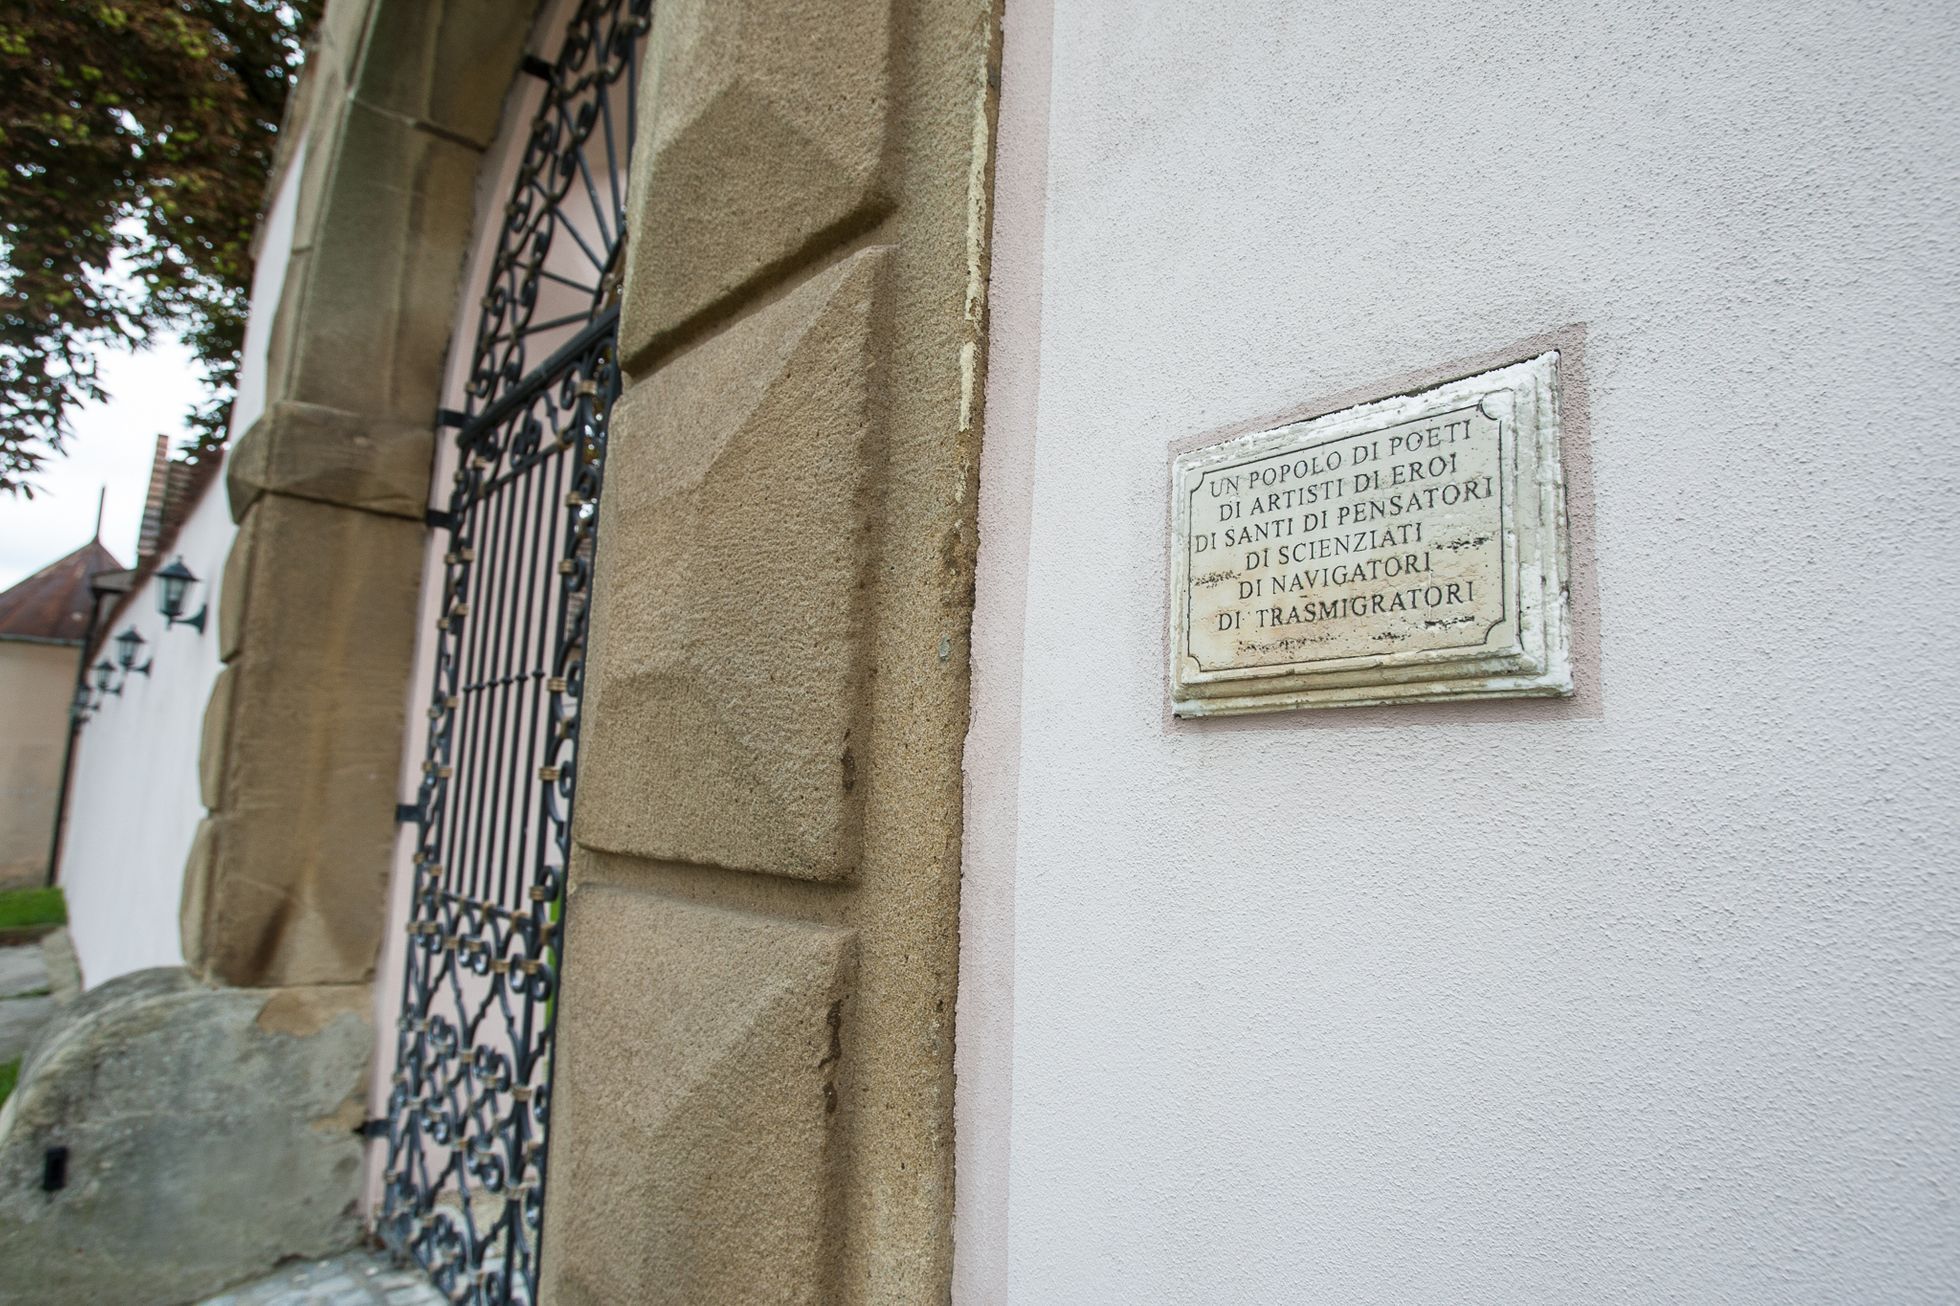 UN POPOLO DI POETI
DI ARTISTI DI EROI
DI SANTI DI PENSATORI
DI SCIENZIATI
DI NAVIGATORI
DI TRASMIGRATORI